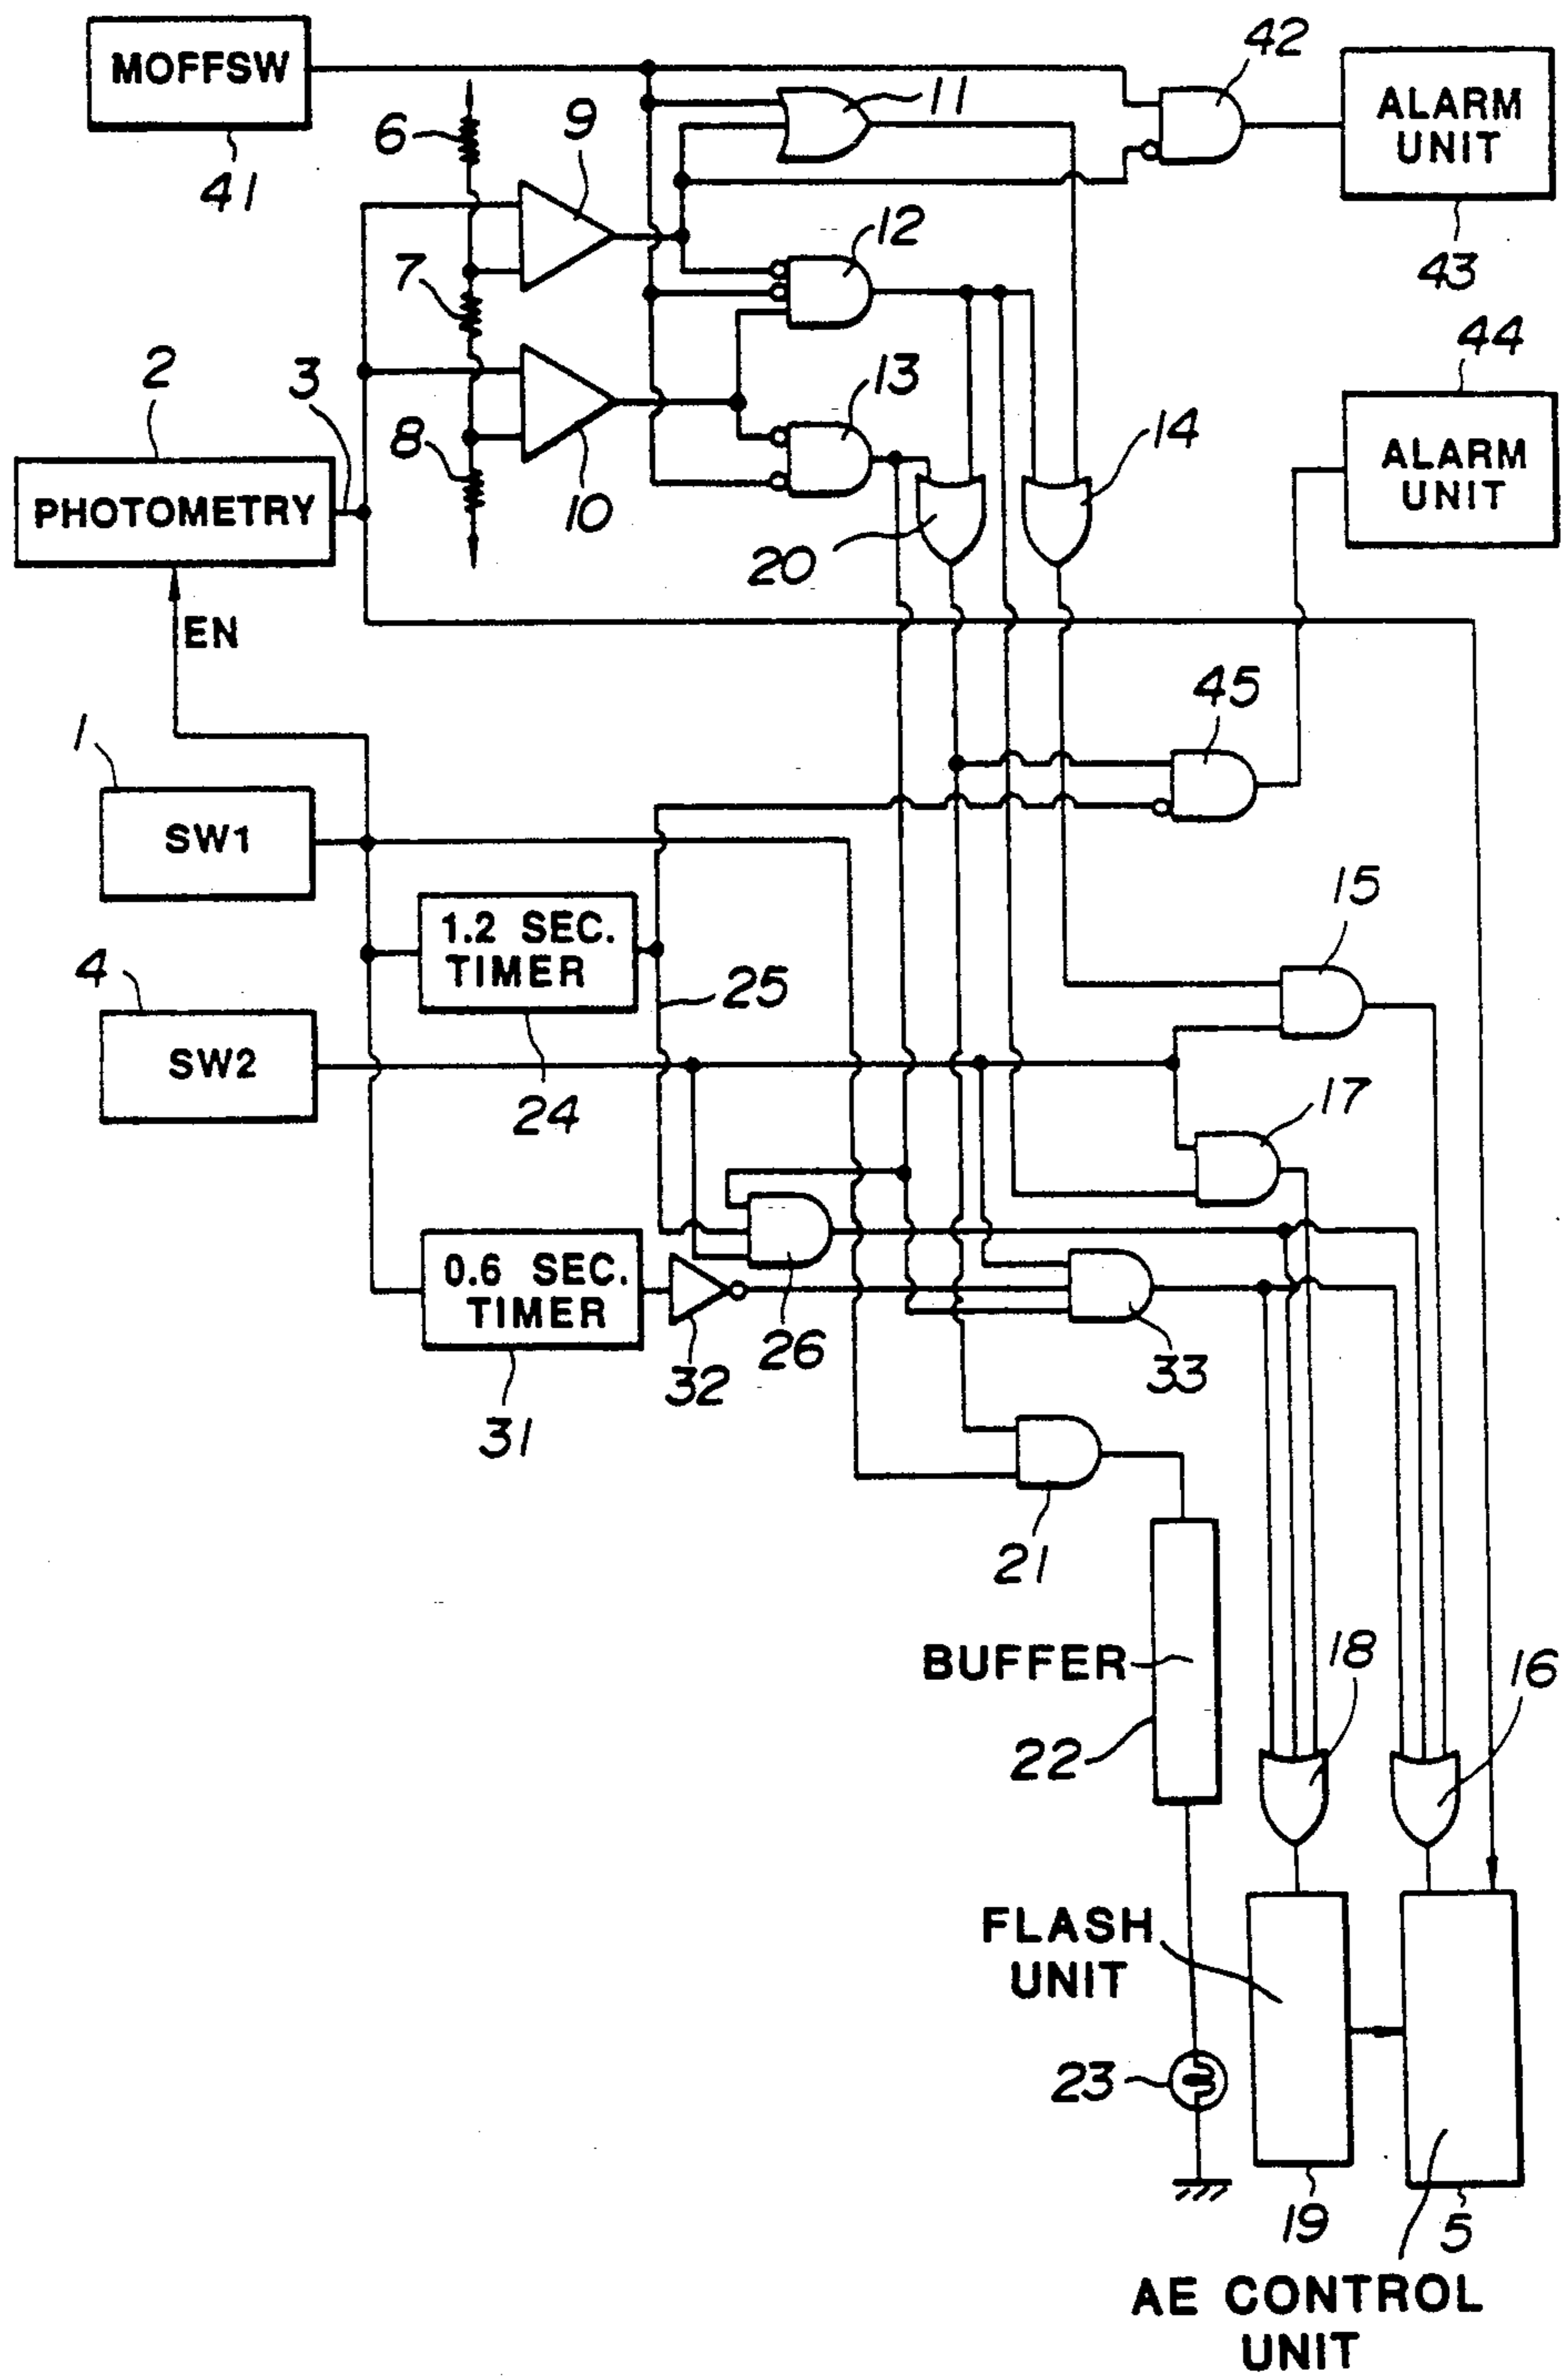 MOFFSW
41
6
9
11
42
ALARM
UNIT
43
7
12
2
3
8
13
10
14
44
ALARM
UNIT
PHOTOMETRY
20
EN
45
1
SW1
1.2 SEC.
TIMER
25
15
4
SW2
24
17
0.6 SEC.
TIMER
26
32
33
31
21
BUFFER
22
18
16
FLASH
UNIT
23
19
5
AE CONTROL
UNIT